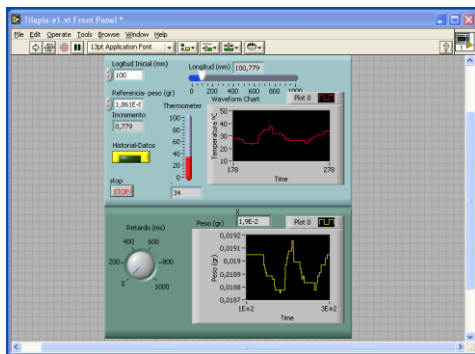 Tilapia-v1.vi Front Panel *
File Edit Operate Tools Browse Window Help
13pt Application Font
Logitud Inicial (mm)
100
Longitud (mm) 100,779
0 200 400 600 800 1000
Referencia- peso (gr)
1,861E-5
Incremento
0,779
Historial-Datos
stop
STOP
Thermometer
100
80
60
40
20
0
34
Waveform Chart
Plot 0
Temperatura ºC
50
40
30
20
10
178 278
Time
Retardo (ms)
400 600
200 800
0 1000
Peso (gr) 1,9E-2
Plot 0
Peso (gr)
0,0192
0,0191
0,019
0,0189
0,0188
0,0187
1E+2 3E+2
Time